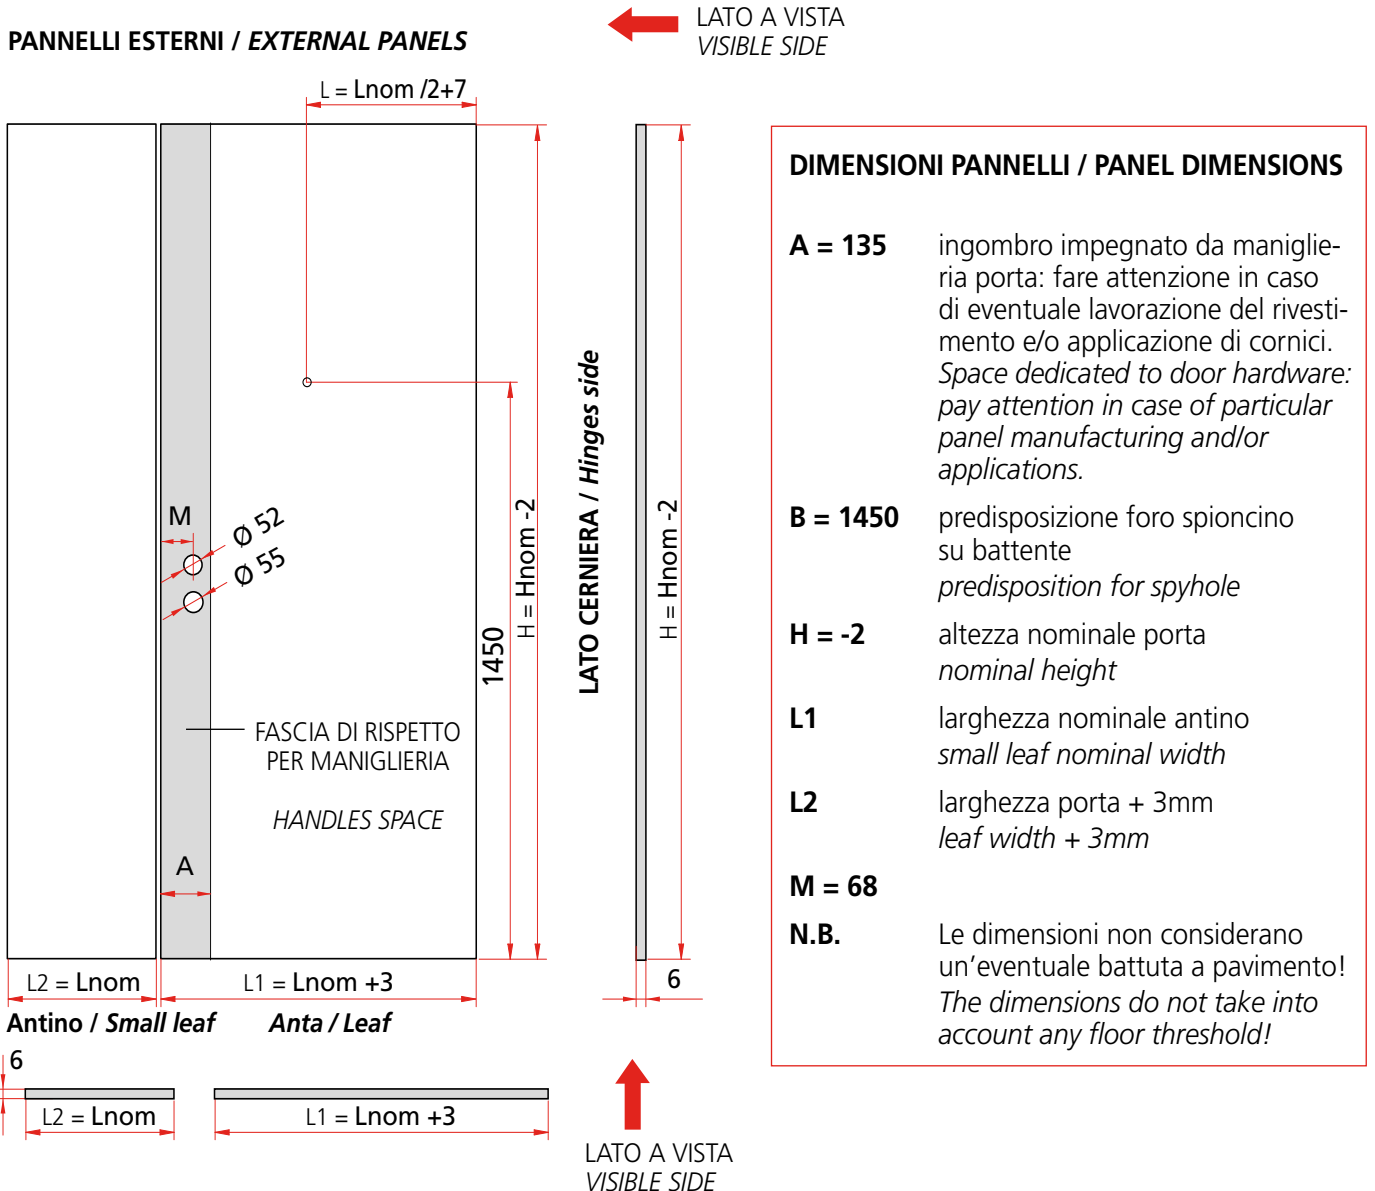 LATO A VISTA
VISIBLE SIDE
PANNELLI ESTERNI / EXTERNAL PANELS
L = Lnom /2+7
M
Ø 52
Ø 55
1450
H = Hnom -2
LATO CERNIERA / Hinges side
H = Hnom -2
FASCIA DI RISPETTO
PER MANIGLIERIA
HANDLES SPACE
A
L2 = Lnom
L1 = Lnom +3
6
Antino / Small leaf
Anta / Leaf
6
L2 = Lnom
L1 = Lnom +3
LATO A VISTA
VISIBLE SIDE
DIMENSIONI PANNELLI / PANEL DIMENSIONS
A = 135 ingombro impegnato da maniglie-
ria porta: fare attenzione in caso
di eventuale lavorazione del rivesti-
mento e/o applicazione di cornici.
Space dedicated to door hardware:
pay attention in case of particular
panel manufacturing and/or
applications.
B = 1450 predisposizione foro spioncino
su battente
predisposition for spyhole
H = -2 altezza nominale porta
nominal height
L1 larghezza nominale antino
small leaf nominal width
L2 larghezza porta + 3mm
leaf width + 3mm
M = 68
N.B. Le dimensioni non considerano
un’eventuale battuta a pavimento!
The dimensions do not take into
account any floor threshold!